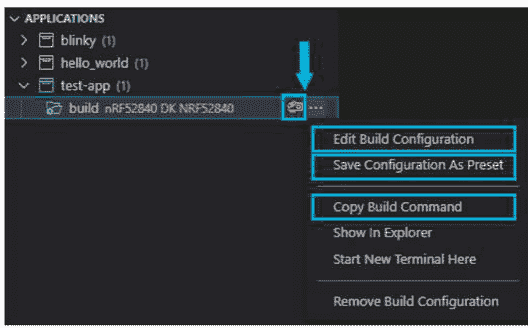 APPLICATIONS
blinky (1)
hello_world (1)
test-app (1)
build nRF52840 DK NRF52840
Edit Build Configuration
Save Configuration As Preset
Copy Build Command
Show In Explorer
Start New Terminal Here
Remove Build Configuration